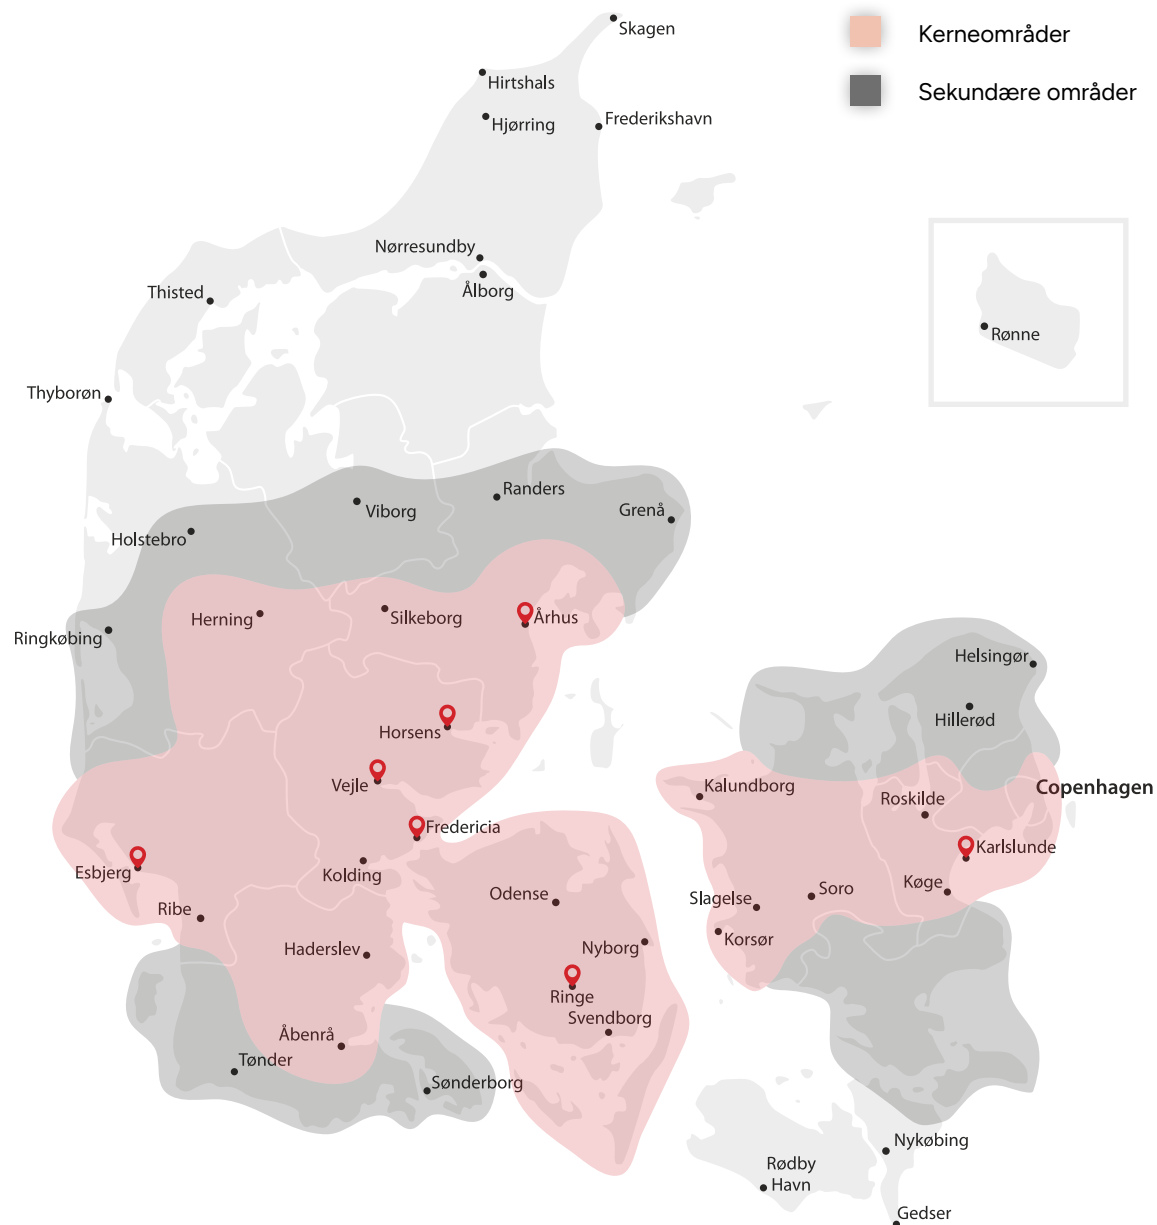 Skagen
Kerneområder
Hirtshals
Sekundære områder
Hjørring
Frederikshavn
Nørresundby
Ålborg
Thisted
Rønne
Thyborøn
Randers
Viborg
Grenå
Holstebro
Herning
Silkeborg
Århus
Ringkøbing
Helsingør
Hillerød
Horsens
Vejle
Kalundborg
Copenhagen
Roskilde
Fredericia
Karlslunde
Esbjerg
Kolding
Køge
Soro
Odense
Slagelse
Ribe
Korsør
Haderslev
Nyborg
Ringe
Svendborg
Åbenrå
Tønder
Sønderborg
Nykøbing
Rødby
Havn
Gedser